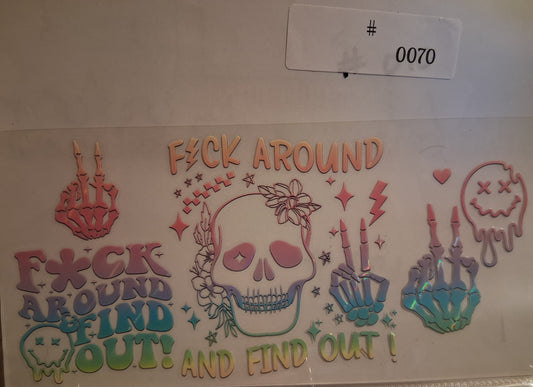 #
0070
F⚡CK AROUND
AND FIND OUT !
F*CK
AROUND
& FIND
OUT!